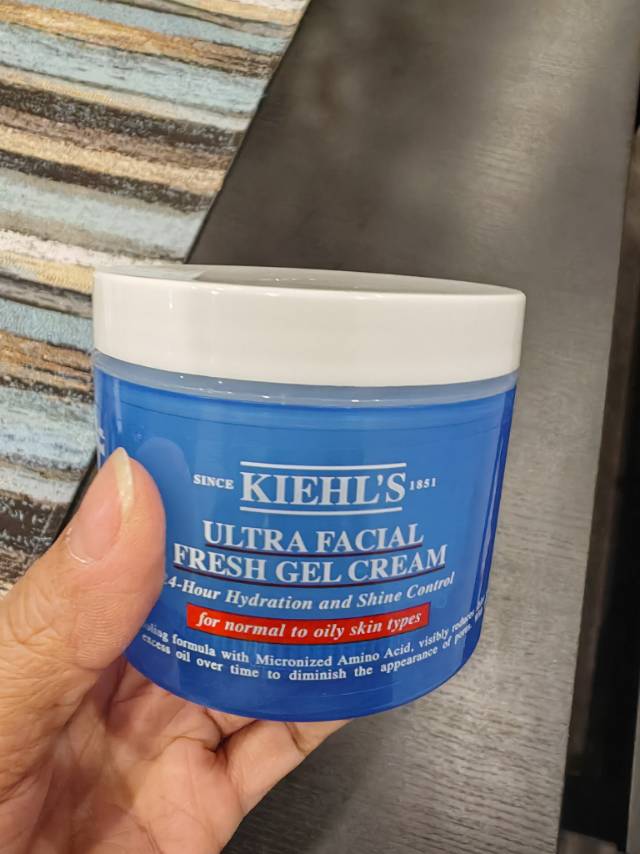 SINCE KIEHL'S 1851
ULTRA FACIAL
FRESH GEL CREAM
4-Hour Hydration and Shine Control
for normal to oily skin types
formula with Micronized Amino Acid, visibly
excess oil over time to diminish the appearance of